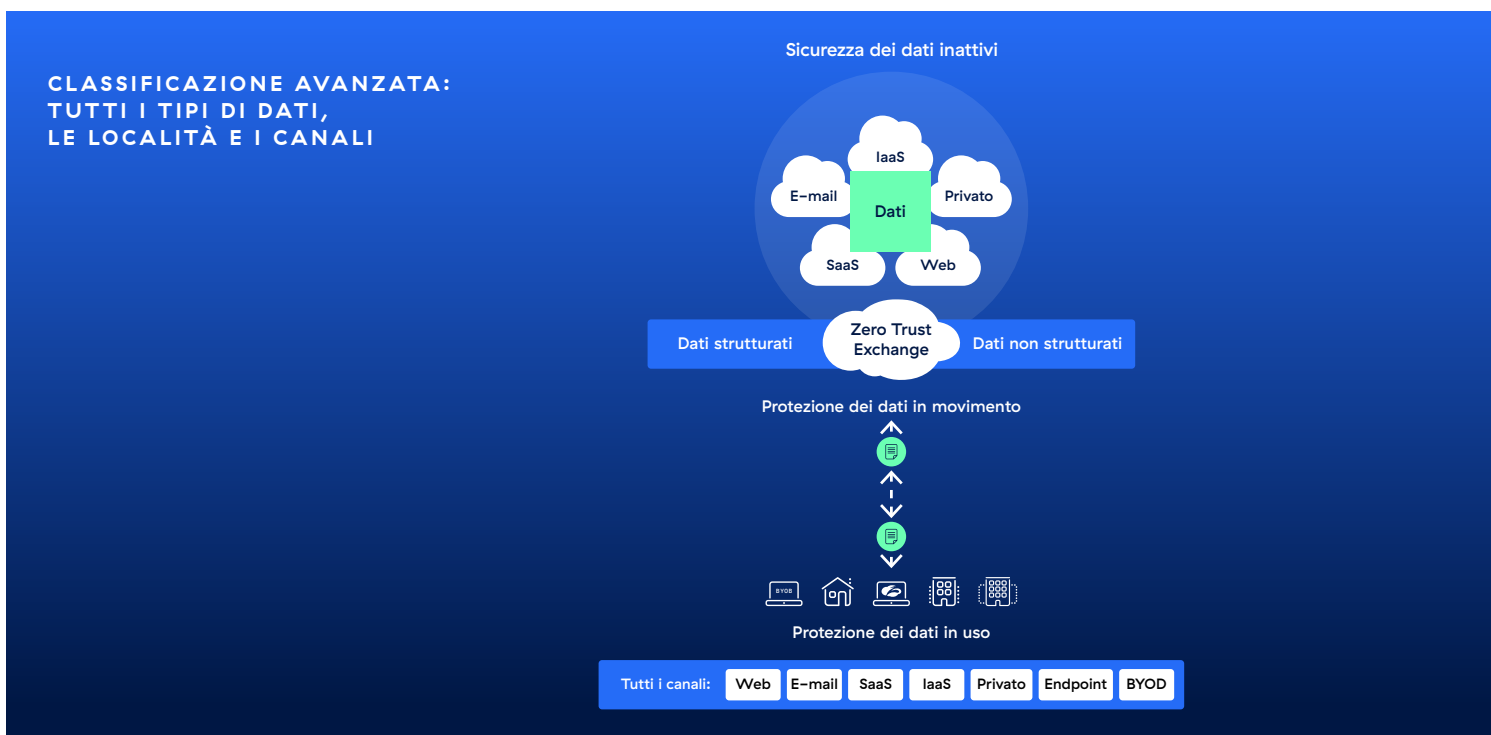 CLASSIFICAZIONE AVANZATA:
TUTTI I TIPI DI DATI,
LE LOCALITÀ E I CANALI
Sicurezza dei dati inattivi
IaaS
E-mail
Dati
Privato
SaaS
Web
Dati strutturati
Zero Trust
Exchange
Dati non strutturati
Protezione dei dati in movimento
BYOB
Protezione dei dati in uso
Tutti i canali: Web E-mail SaaS IaaS Privato Endpoint BYOD